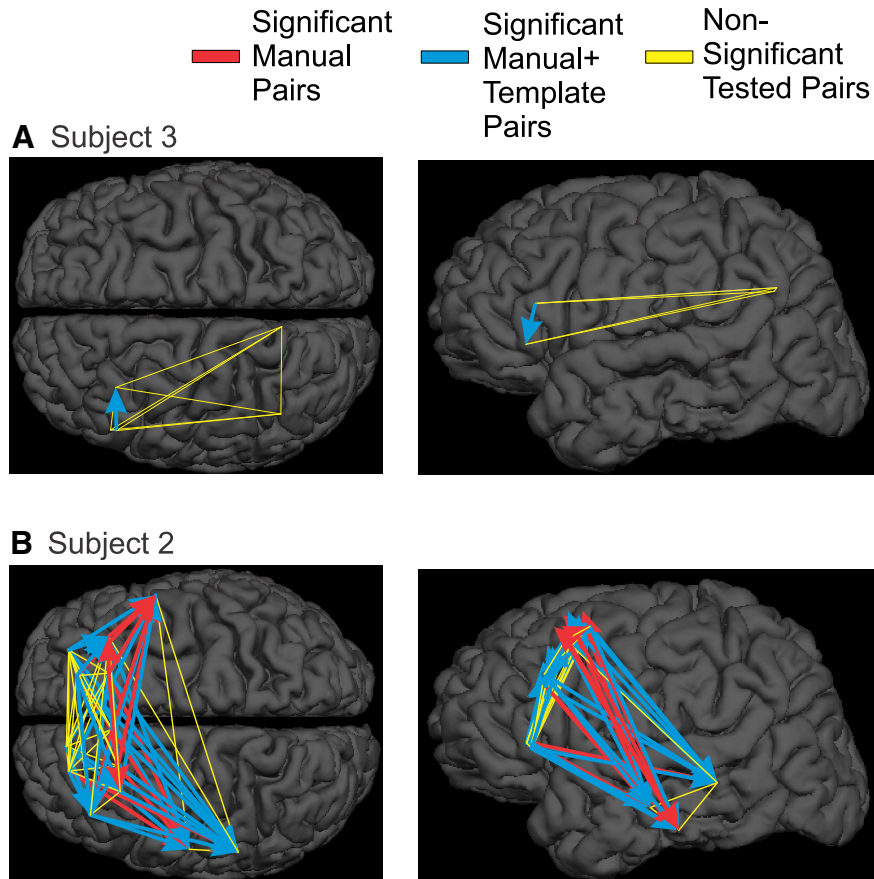 Significant
Manual
Pairs
Significant
Manual+
Template
Pairs
Non-
Significant
Tested Pairs
A Subject 3
B Subject 2